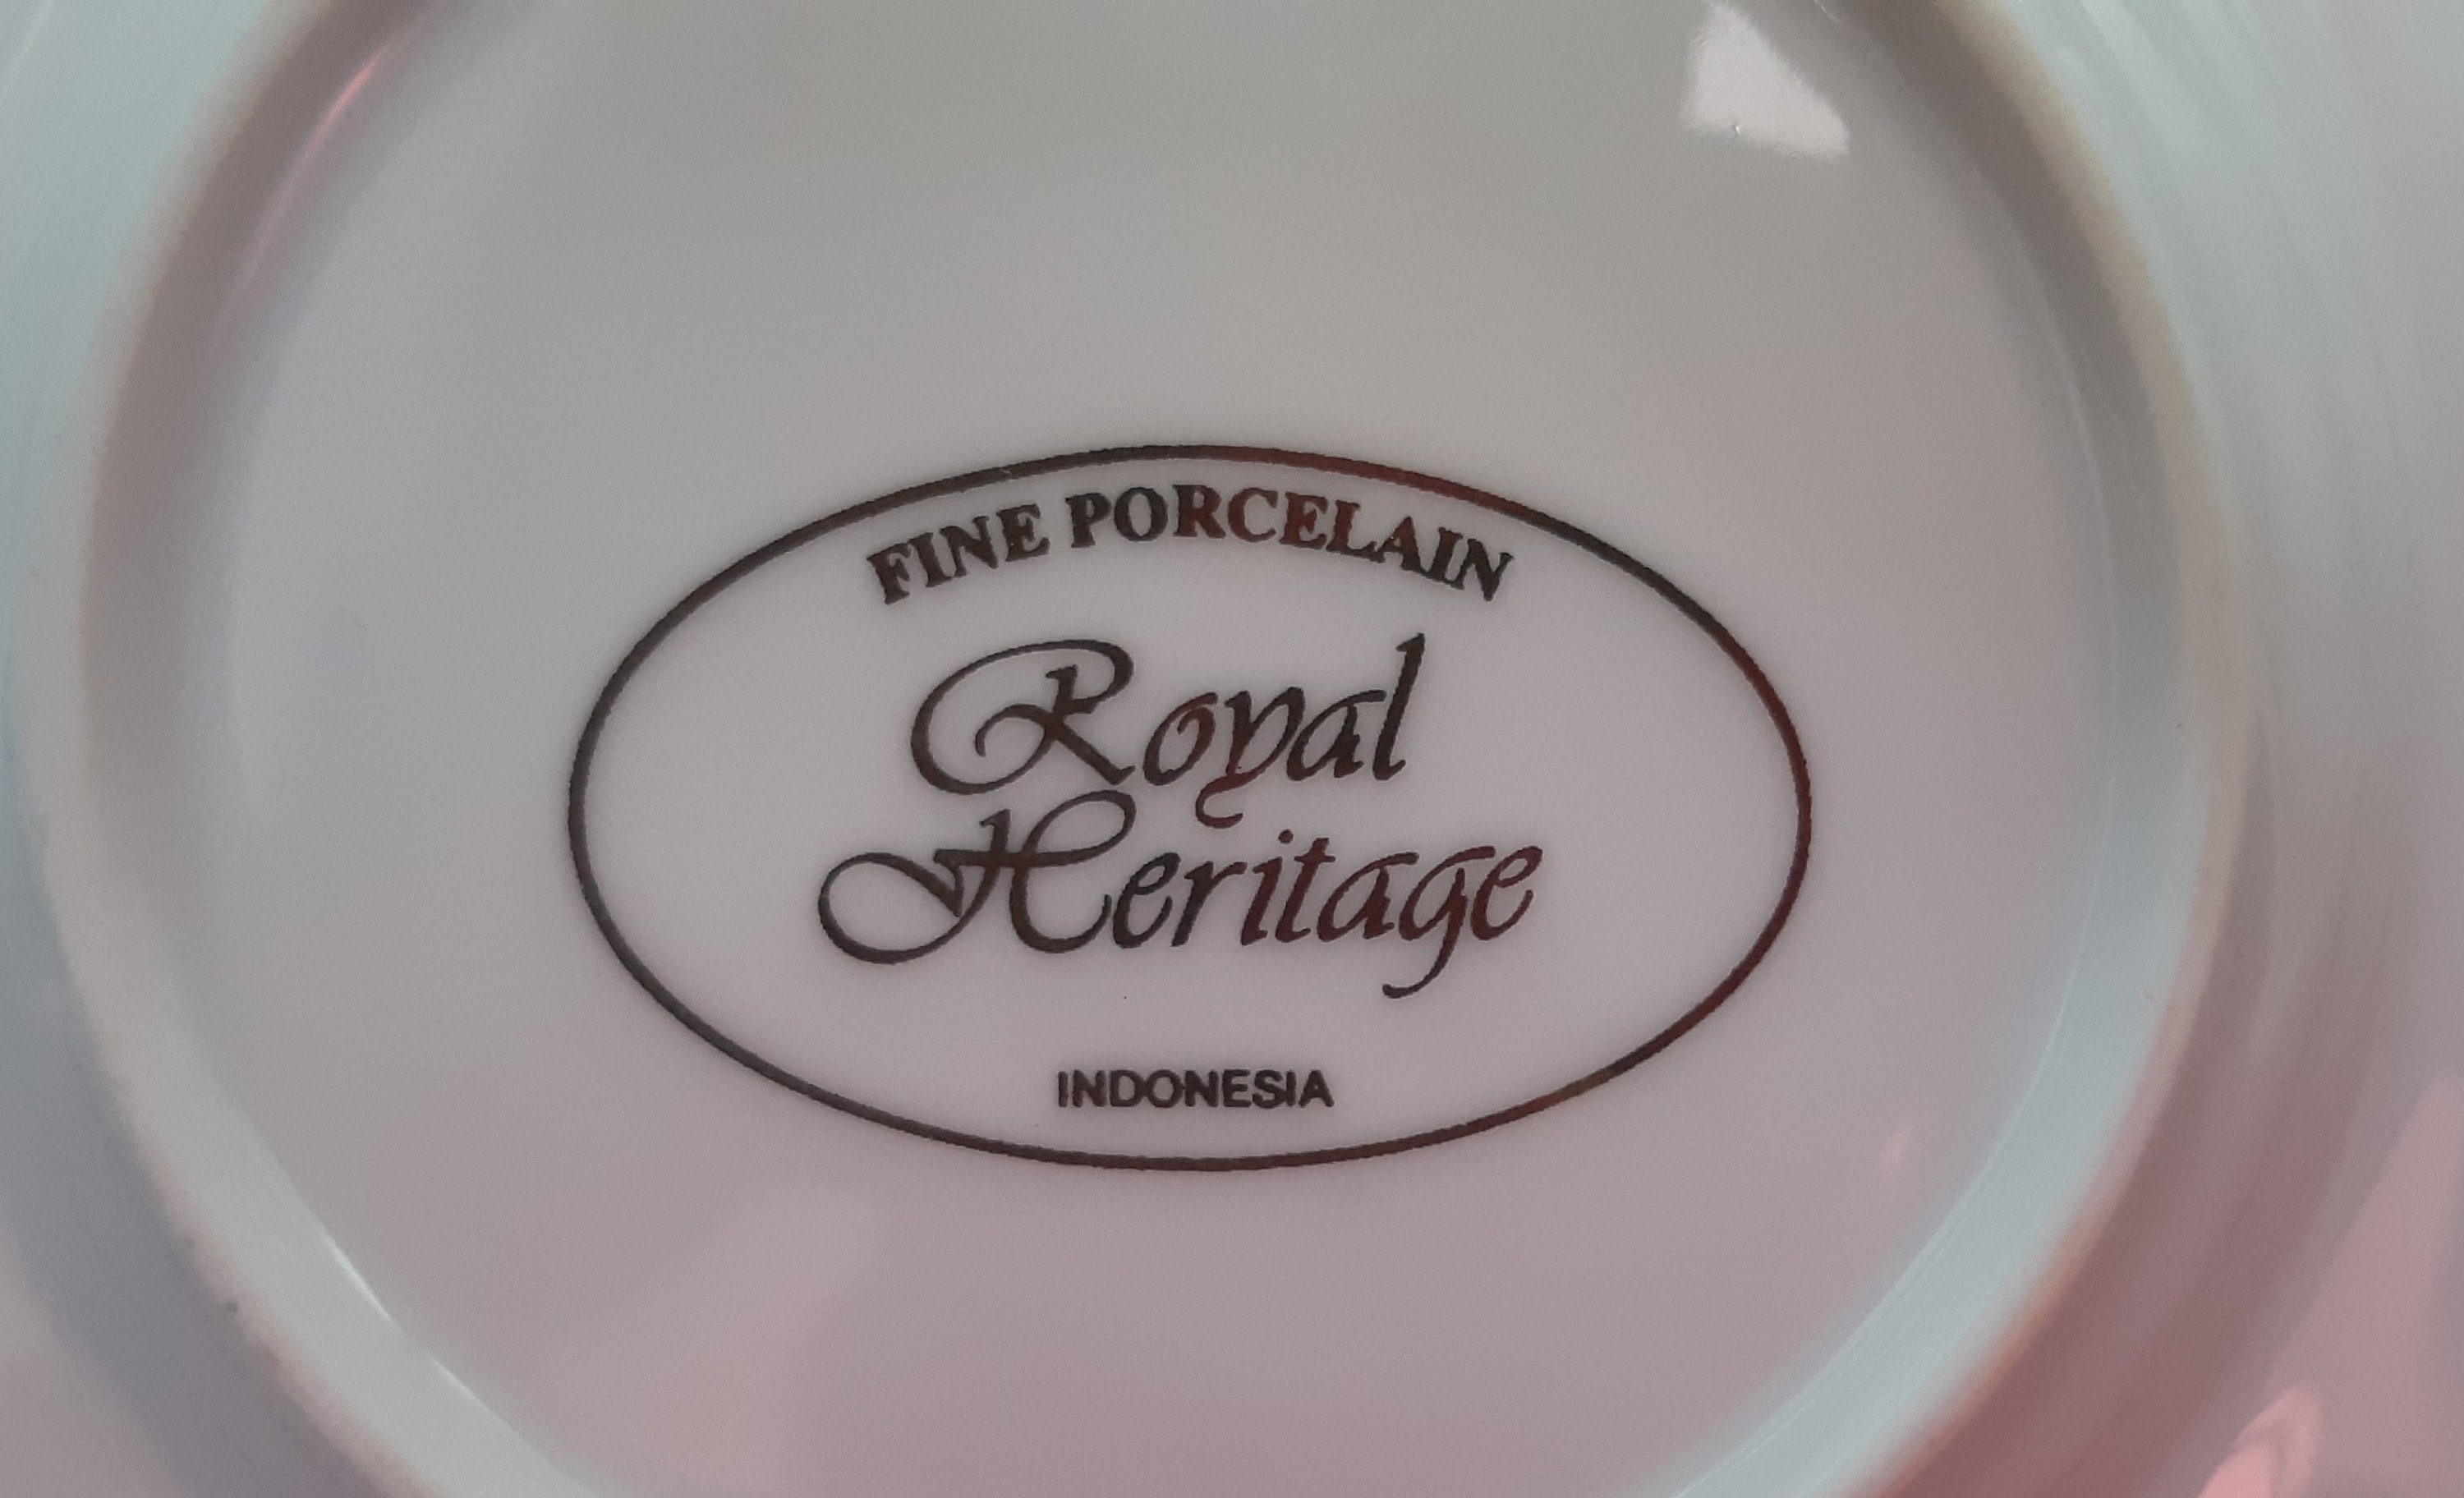 FINE PORCELAIN
Royal
Heritage
INDONESIA